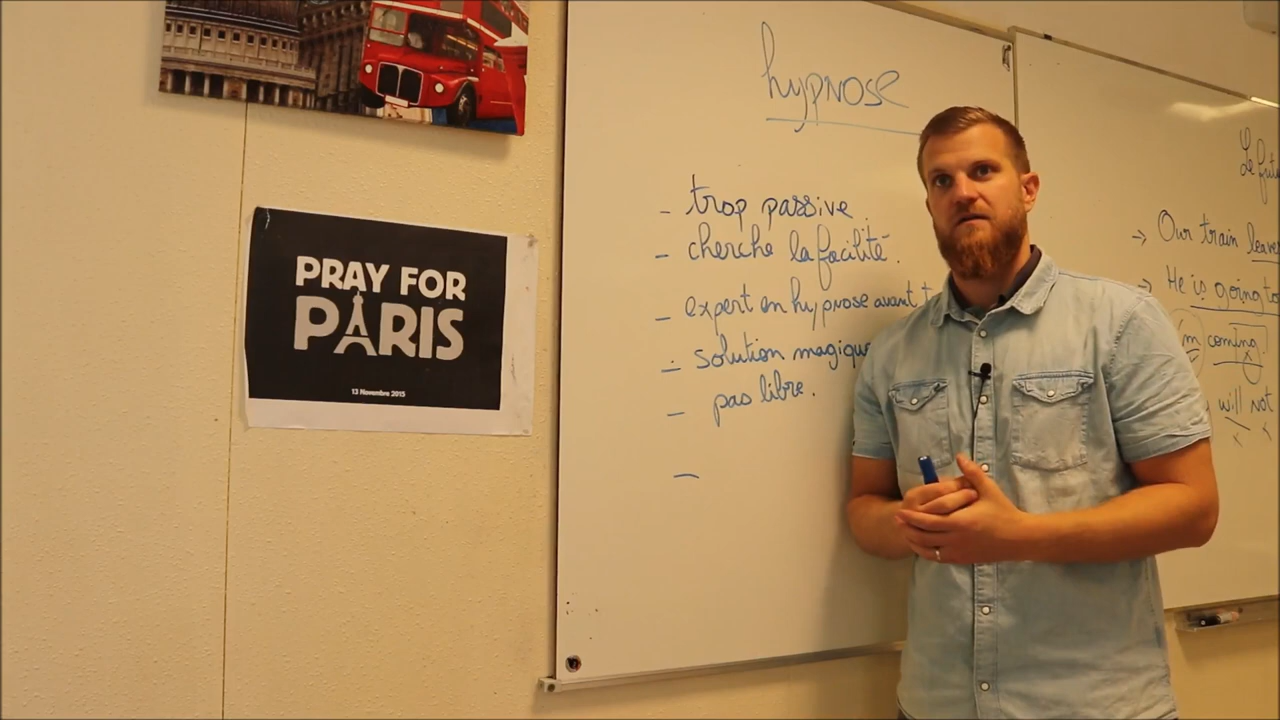 PRAY FOR
PARIS
13 Novembre 2015
hypnose
- trop passive
- cherche la facilité.
- expert en hypnose avant
- solution magique
- pas libre.
-
Le
→ Our train leaves
→ He is going to
coming
will not